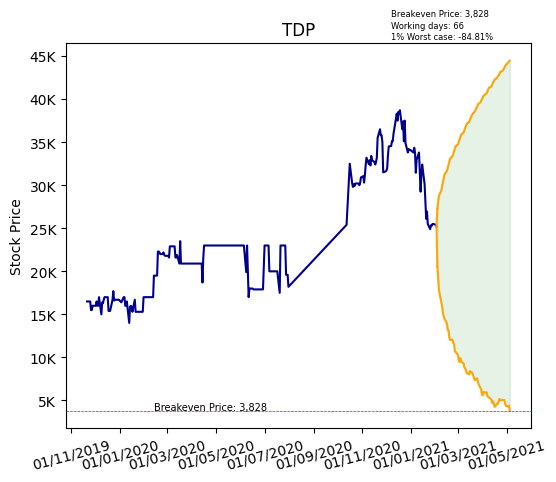 Breakeven Price: 3,828
Working days: 66
1% Worst case: -84.81%
TDP
Stock Price
45K
40K
35K
30K
25K
20K
15K
10K
5K
Breakeven Price: 3,828
01/11/2019
01/01/2020
01/03/2020
01/05/2020
01/07/2020
01/09/2020
01/11/2020
01/01/2021
01/03/2021
01/05/2021